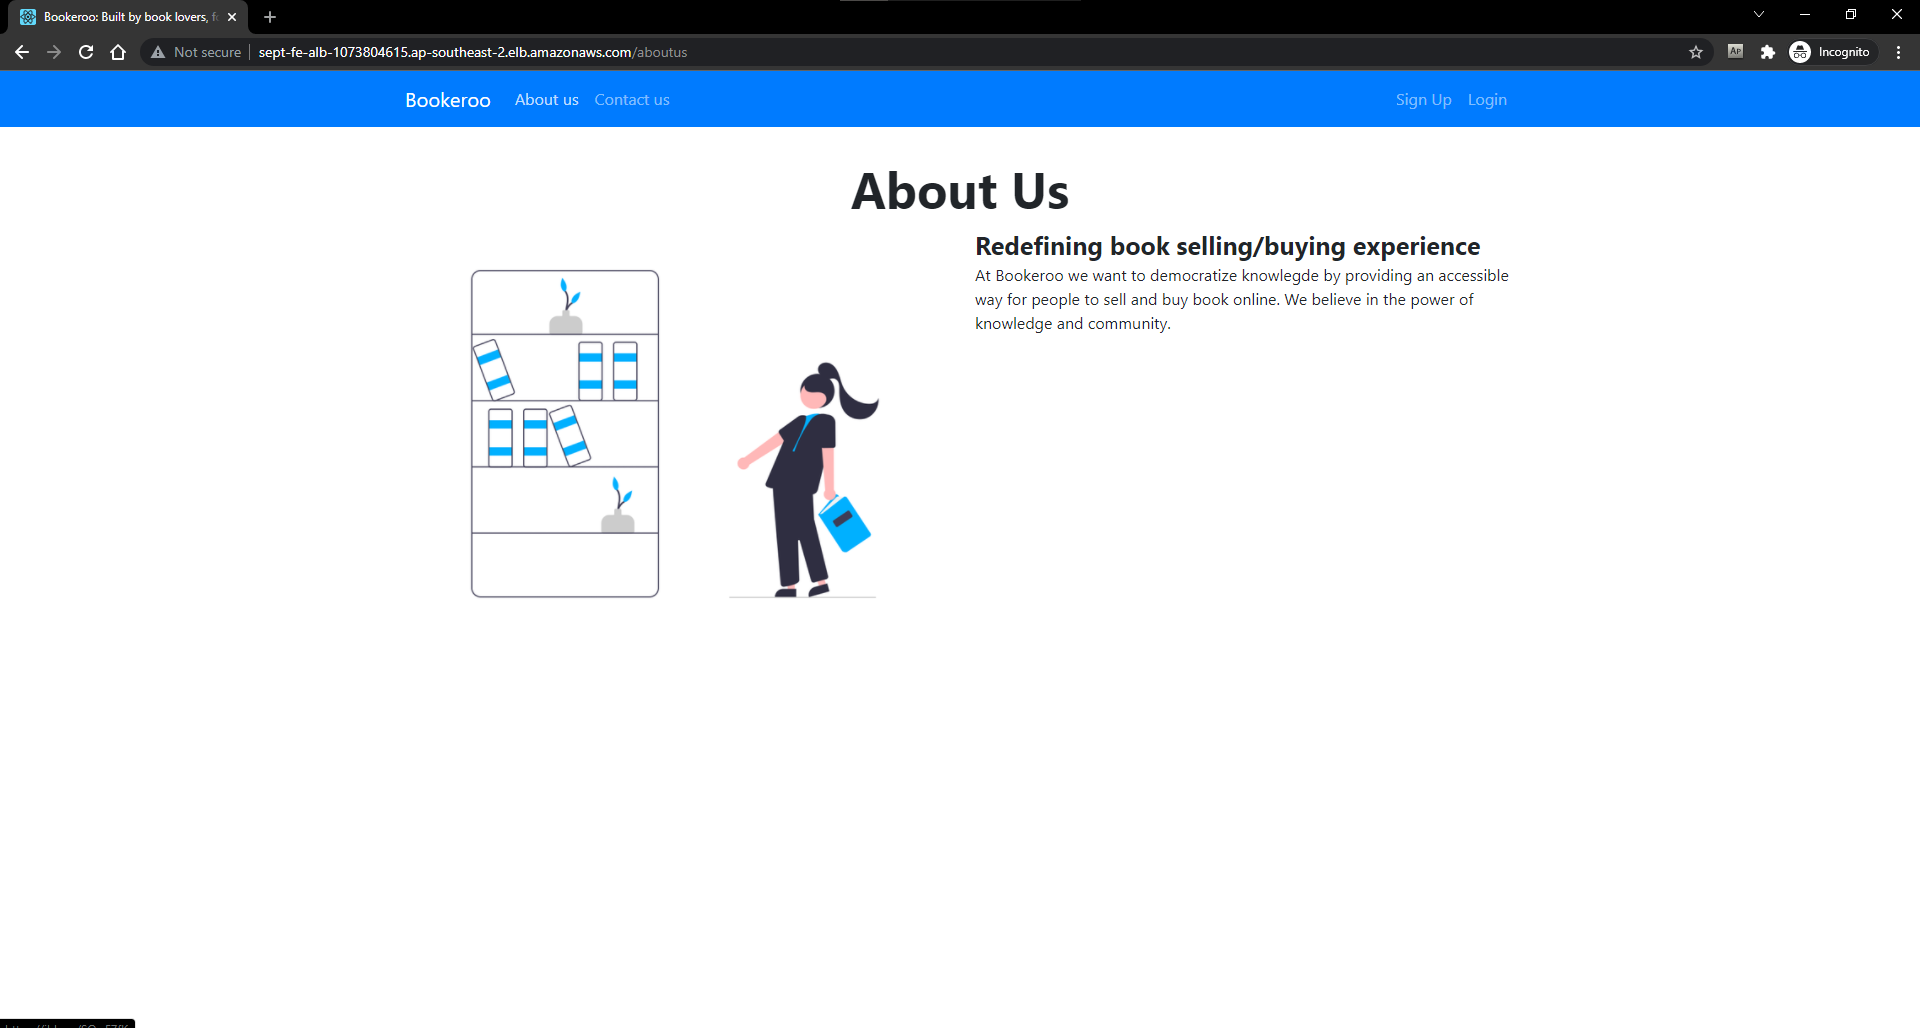 Bookeroo: Built by book lovers, fo
Not secure sept-fe-alb-1073804615.ap-southeast-2.elb.amazonaws.com/aboutus
AP
Incognito
Bookeroo About us Contact us Sign Up Login
About Us
Redefining book selling/buying experience
At Bookeroo we want to democratize knowlegde by providing an accessible
way for people to sell and buy book online. We believe in the power of
knowledge and community.